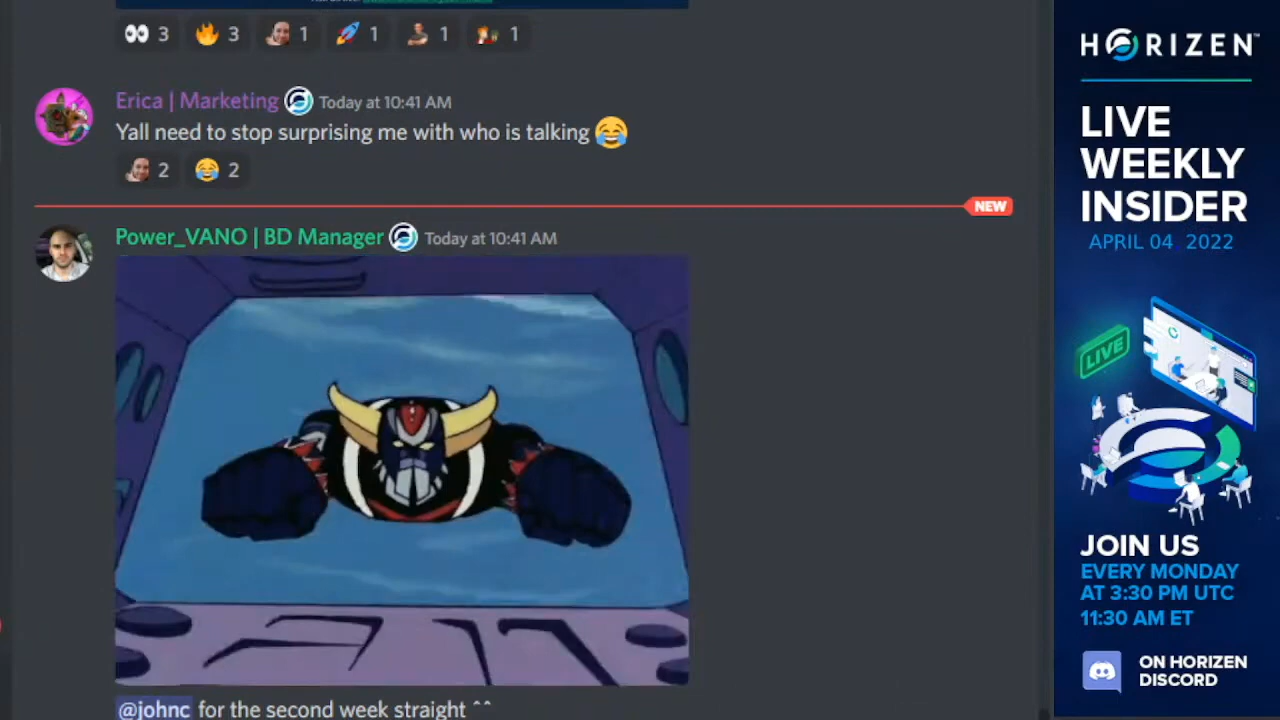 3 3 1 1 1 1
Erica | Marketing Today at 10:41 AM
Yall need to stop surprising me with who is talking 😂
2 2
NEW
Power_VANO | BD Manager Today at 10:41 AM
@johnc for the second week straight ^^
HORIZEN™
LIVE
WEEKLY
INSIDER
APRIL 04 2022
LIVE
JOIN US
EVERY MONDAY
AT 3:30 PM UTC
11:30 AM ET
ON HORIZEN
DISCORD